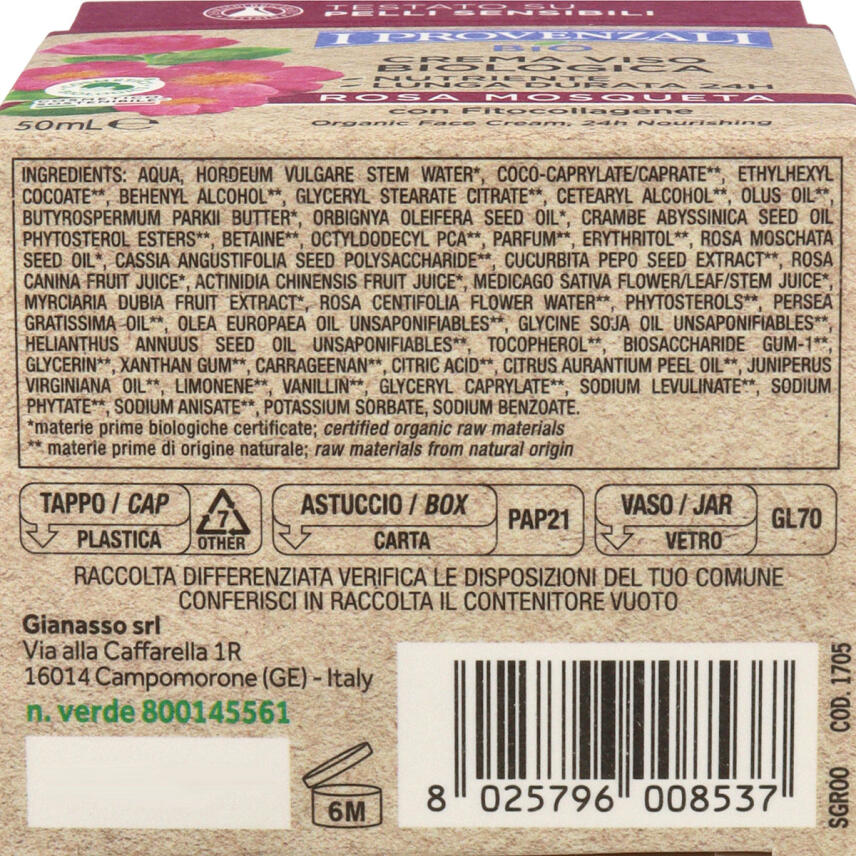 TESTATO SU
PELLI SENSIBILI
I PROVENZALI
BIO
CREMA VISO
BIOLOGICA
NUTRIENTE
LUNGA DURATA 24H
ROSA MOSQUETA
con Fitocollagene
Organic Face Cream, 24h Nourishing
50mL ℮
INGREDIENTS: AQUA, HORDEUM VULGARE STEM WATER*, COCO-CAPRYLATE/CAPRATE**, ETHYLHEXYL
COCOATE**, BEHENYL ALCOHOL**, GLYCERYL STEARATE CITRATE**, CETEARYL ALCOHOL**, OLUS OIL**,
BUTYROSPERMUM PARKII BUTTER*, ORBIGNYA OLEIFERA SEED OIL*, CRAMBE ABYSSINICA SEED OIL
PHYTOSTEROL ESTERS**, BETAINE**, OCTYLDODECYL PCA**, PARFUM**, ERYTHRITOL**, ROSA MOSCHATA
SEED OIL*, CASSIA ANGUSTIFOLIA SEED POLYSACCHARIDE**, CUCURBITA PEPO SEED EXTRACT**, ROSA
CANINA FRUIT JUICE*, ACTINIDIA CHINENSIS FRUIT JUICE*, MEDICAGO SATIVA FLOWER/LEAF/STEM JUICE*,
MYRCIARIA DUBIA FRUIT EXTRACT*, ROSA CENTIFOLIA FLOWER WATER**, PHYTOSTEROLS**, PERSEA
GRATISSIMA OIL**, OLEA EUROPAEA OIL UNSAPONIFIABLES**, GLYCINE SOJA OIL UNSAPONIFIABLES**,
HELIANTHUS ANNUUS SEED OIL UNSAPONIFIABLES**, TOCOPHEROL**, BIOSACCHARIDE GUM-1**,
GLYCERIN**, XANTHAN GUM**, CARRAGEENAN**, CITRIC ACID**, CITRUS AURANTIUM PEEL OIL**, JUNIPERUS
VIRGINIANA OIL**, LIMONENE**, VANILLIN**, GLYCERYL CAPRYLATE**, SODIUM LEVULINATE**, SODIUM
PHYTATE**, SODIUM ANISATE**, POTASSIUM SORBATE, SODIUM BENZOATE.
*materie prime biologiche certificate; certified organic raw materials
** materie prime di origine naturale; raw materials from natural origin
TAPPO / CAP
PLASTICA
7
OTHER
ASTUCCIO / BOX
CARTA
PAP21
VASO / JAR
VETRO
GL70
RACCOLTA DIFFERENZIATA VERIFICA LE DISPOSIZIONI DEL TUO COMUNE
CONFERISCI IN RACCOLTA IL CONTENITORE VUOTO
Gianasso srl
Via alla Caffarella 1R
16014 Campomorone (GE) - Italy
n. verde 800145561
6M
8 025796 008537
SGR00 COD. 1705